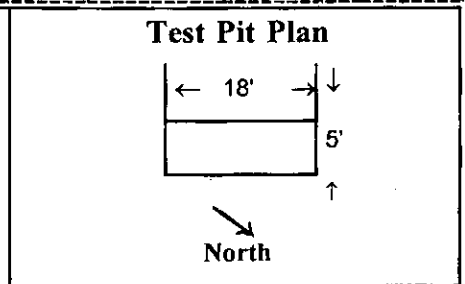 Test Pit Plan
← 18' → ↓
5'
↑
North